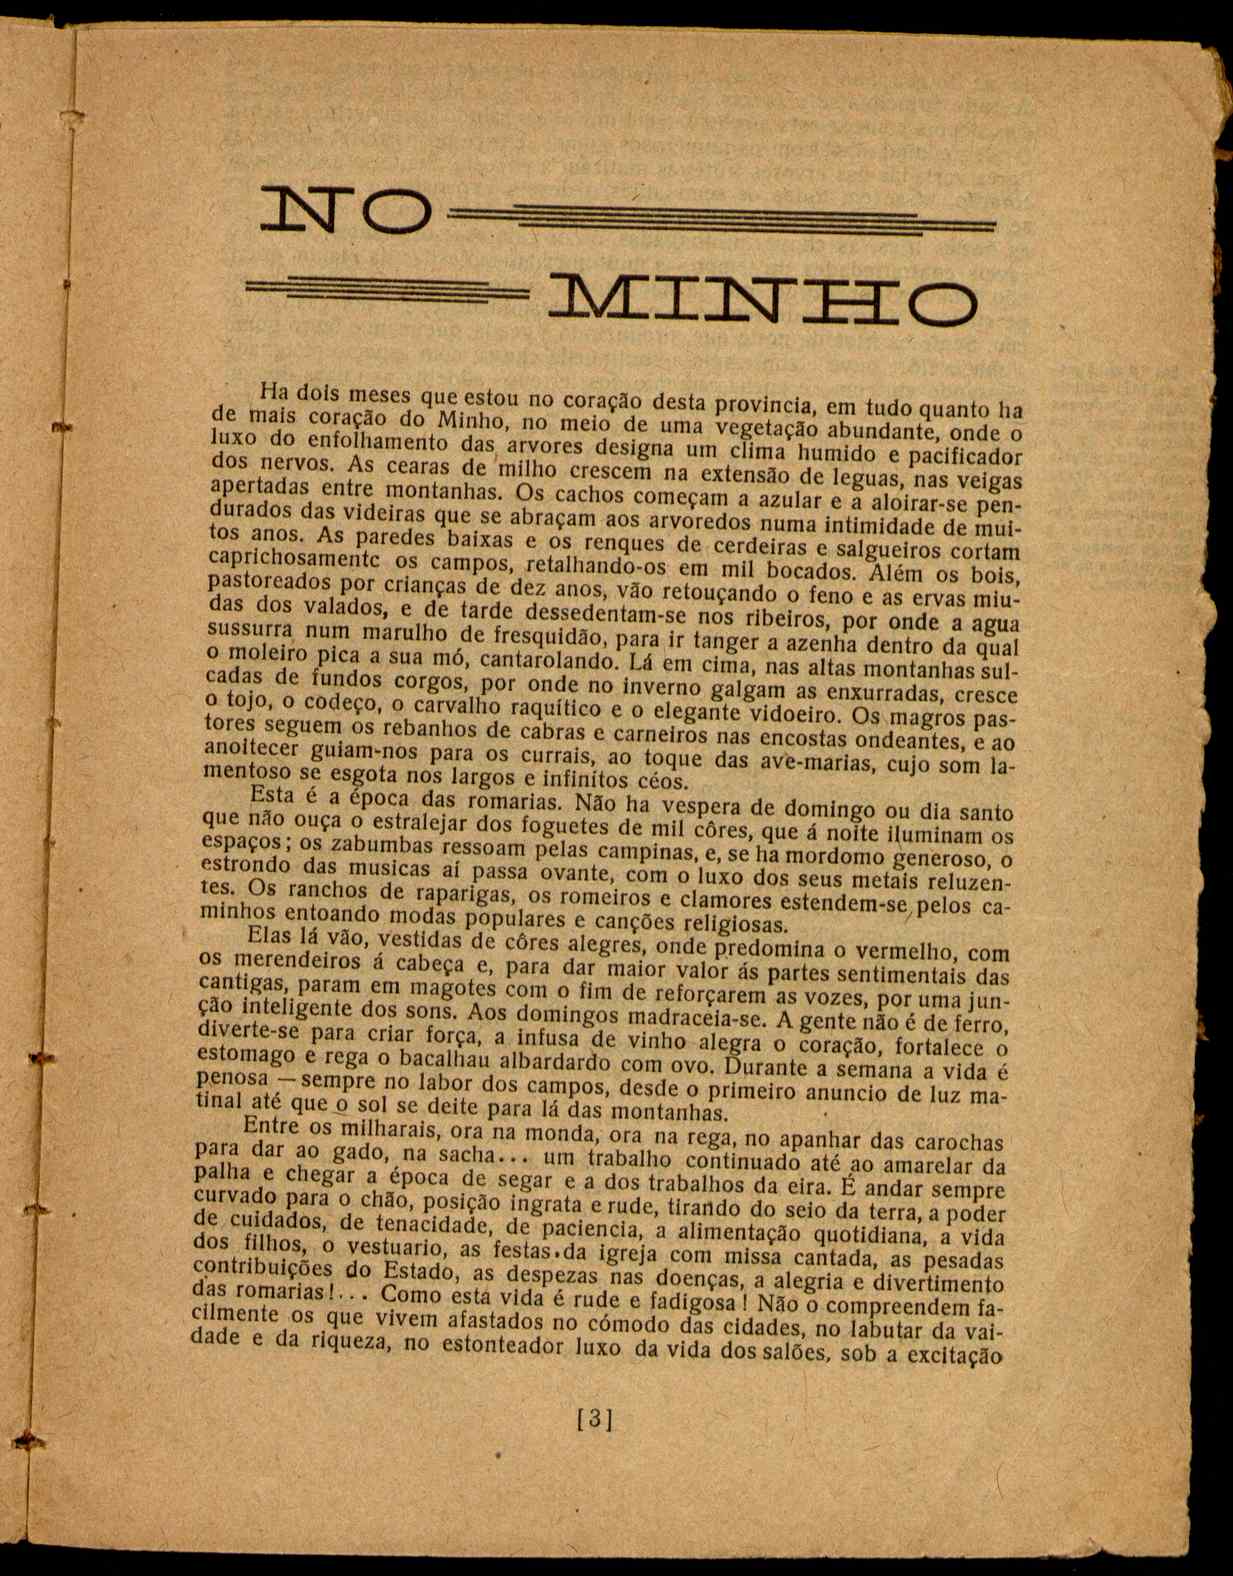 NO
MINHO
Ha dois meses que estou no coração desta provincia, em tudo quanto ha
de mais coração do Minho, no meio de uma vegetação abundante, onde o
luxo do enfolhamento das arvores designa um clima humido e pacificador
dos nervos. As cearas de milho crescem na extensão de leguas, nas veigas
apertadas entre montanhas. Os cachos começam a azular e a aloirar-se pen-
durados das videiras que se abraçam aos arvoredos numa intimidade de mui-
tos anos. As paredes baixas e os renques de cerdeiras e salgueiros cortam
caprichosamente os campos, retalhando-os em mil bocados. Além os bois,
pastoreados por crianças de dez anos, vão retouçando o feno e as ervas miu-
das dos valados, e de tarde dessedentam-se nos ribeiros, por onde a agua
sussurra num marulho de fresquidão, para ir tanger a azenha dentro da qual
o moleiro pica a sua mó, cantarolando. Lá em cima, nas altas montanhas sul-
cadas de fundos corgos, por onde no inverno galgam as enxurradas, cresce
o tojo, o codeço, o carvalho raquítico e o elegante vidoeiro. Os magros pas-
tores seguem os rebanhos de cabras e carneiros nas encostas ondeantes, e ao
anoitecer guiam-nos para os currais, ao toque das ave-marias, cujo som la-
mentoso se esgota nos largos e infinítos céos.
Esta é a época das romarias. Não ha vespera de domingo ou dia santo
que não ouça o estralejar dos foguetes de mil côres, que á noite iluminam os
espaços; os zabumbas ressoam pelas campinas, e, se ha mordomo generoso, o
estrondo das musicas aí passa ovante, com o luxo dos seus metais reluzen-
tes. Os ranchos de raparigas, os romeiros e clamores estendem-se pelos ca-
minhos entoando modas populares e canções religiosas.
Elas lá vão, vestidas de côres alegres, onde predomina o vermelho, com
os merendeiros á cabeça e, para dar maior valor ás partes sentimentais das
cantigas, param em magotes com o fim de reforçarem as vozes, por uma jun-
ção inteligente dos sons. Aos domingos madraceia-se. A gente não é de ferro,
diverte-se para criar força, a infusa de vinho alegra o coração, fortalece o
estomago e rega o bacalhau albardardo com ovo. Durante a semana a vida é
penosa — sempre no labor dos campos, desde o primeiro anuncio de luz ma-
tinal até que o sol se deite para lá das montanhas.
Entre os milharais, ora na monda, ora na rega, no apanhar das carochas
para dar ao gado, na sacha... um trabalho continuado até ao amarelar da
palha e chegar a época de segar e a dos trabalhos da eira. É andar sempre
curvado para o chão, posição ingrata e rude, tirando do seio da terra, a poder
de cuidados, de tenacidade, de paciencia, a alimentação quotidiana, a vida
dos filhos, o vestuario, as festas da igreja com missa cantada, as pesadas
contribuições do Estado, as despezas nas doenças, a alegria e divertimento
das romarias!... Como esta vida é rude e fadigosa! Não o compreendem fa-
cilmente os que vivem afastados no cómodo das cidades, no labutar da vai-
dade e da riqueza, no estonteador luxo da vida dos salões, sob a excitação
[3]